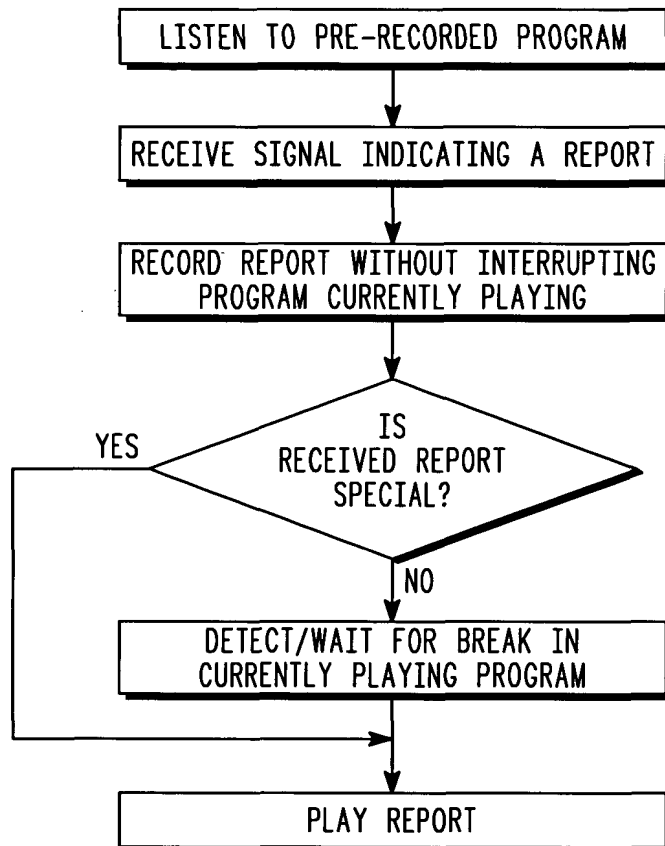 LISTEN TO PRE-RECORDED PROGRAM
RECEIVE SIGNAL INDICATING A REPORT
RECORD REPORT WITHOUT INTERRUPTING
PROGRAM CURRENTLY PLAYING
IS
RECEIVED REPORT
SPECIAL?
YES
NO
DETECT/WAIT FOR BREAK IN
CURRENTLY PLAYING PROGRAM
PLAY REPORT